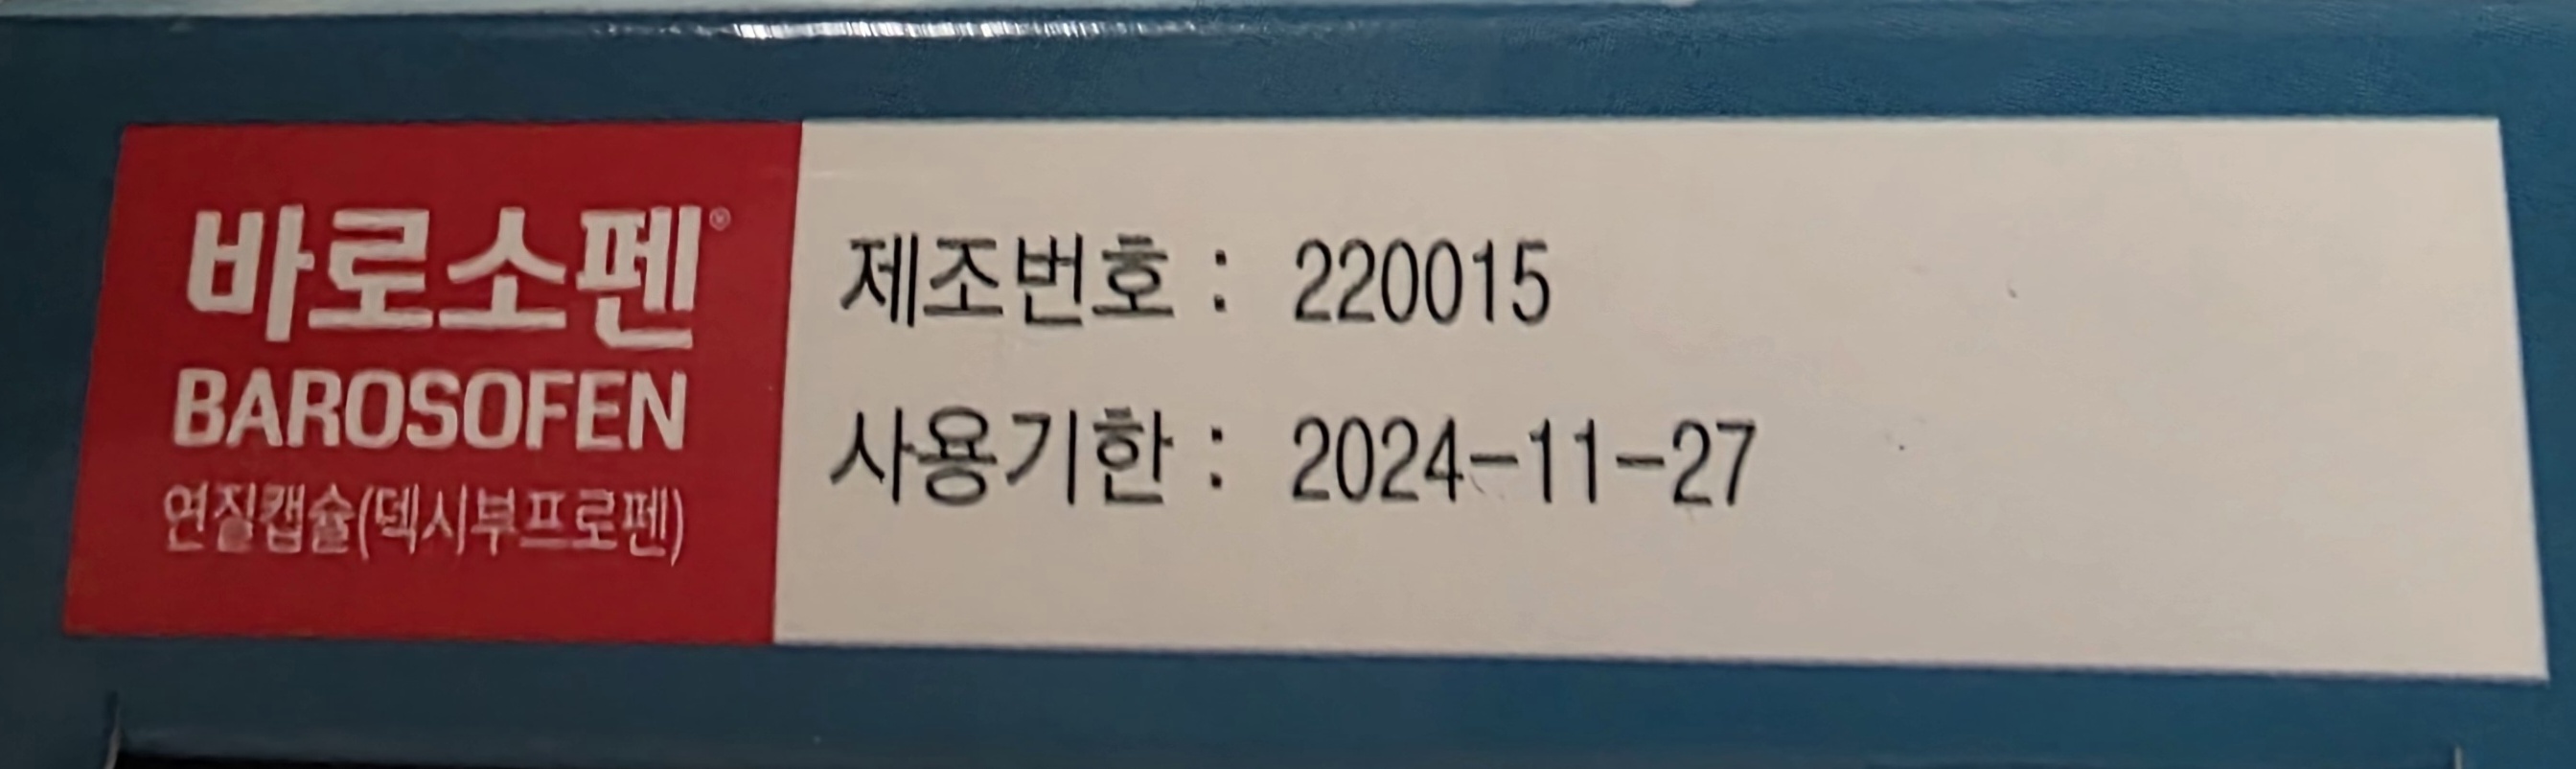 바로소펜®
BAROSOFEN
연질캡슐(덱시부프로펜)
제조번호 : 220015
사용기한 : 2024-11-27